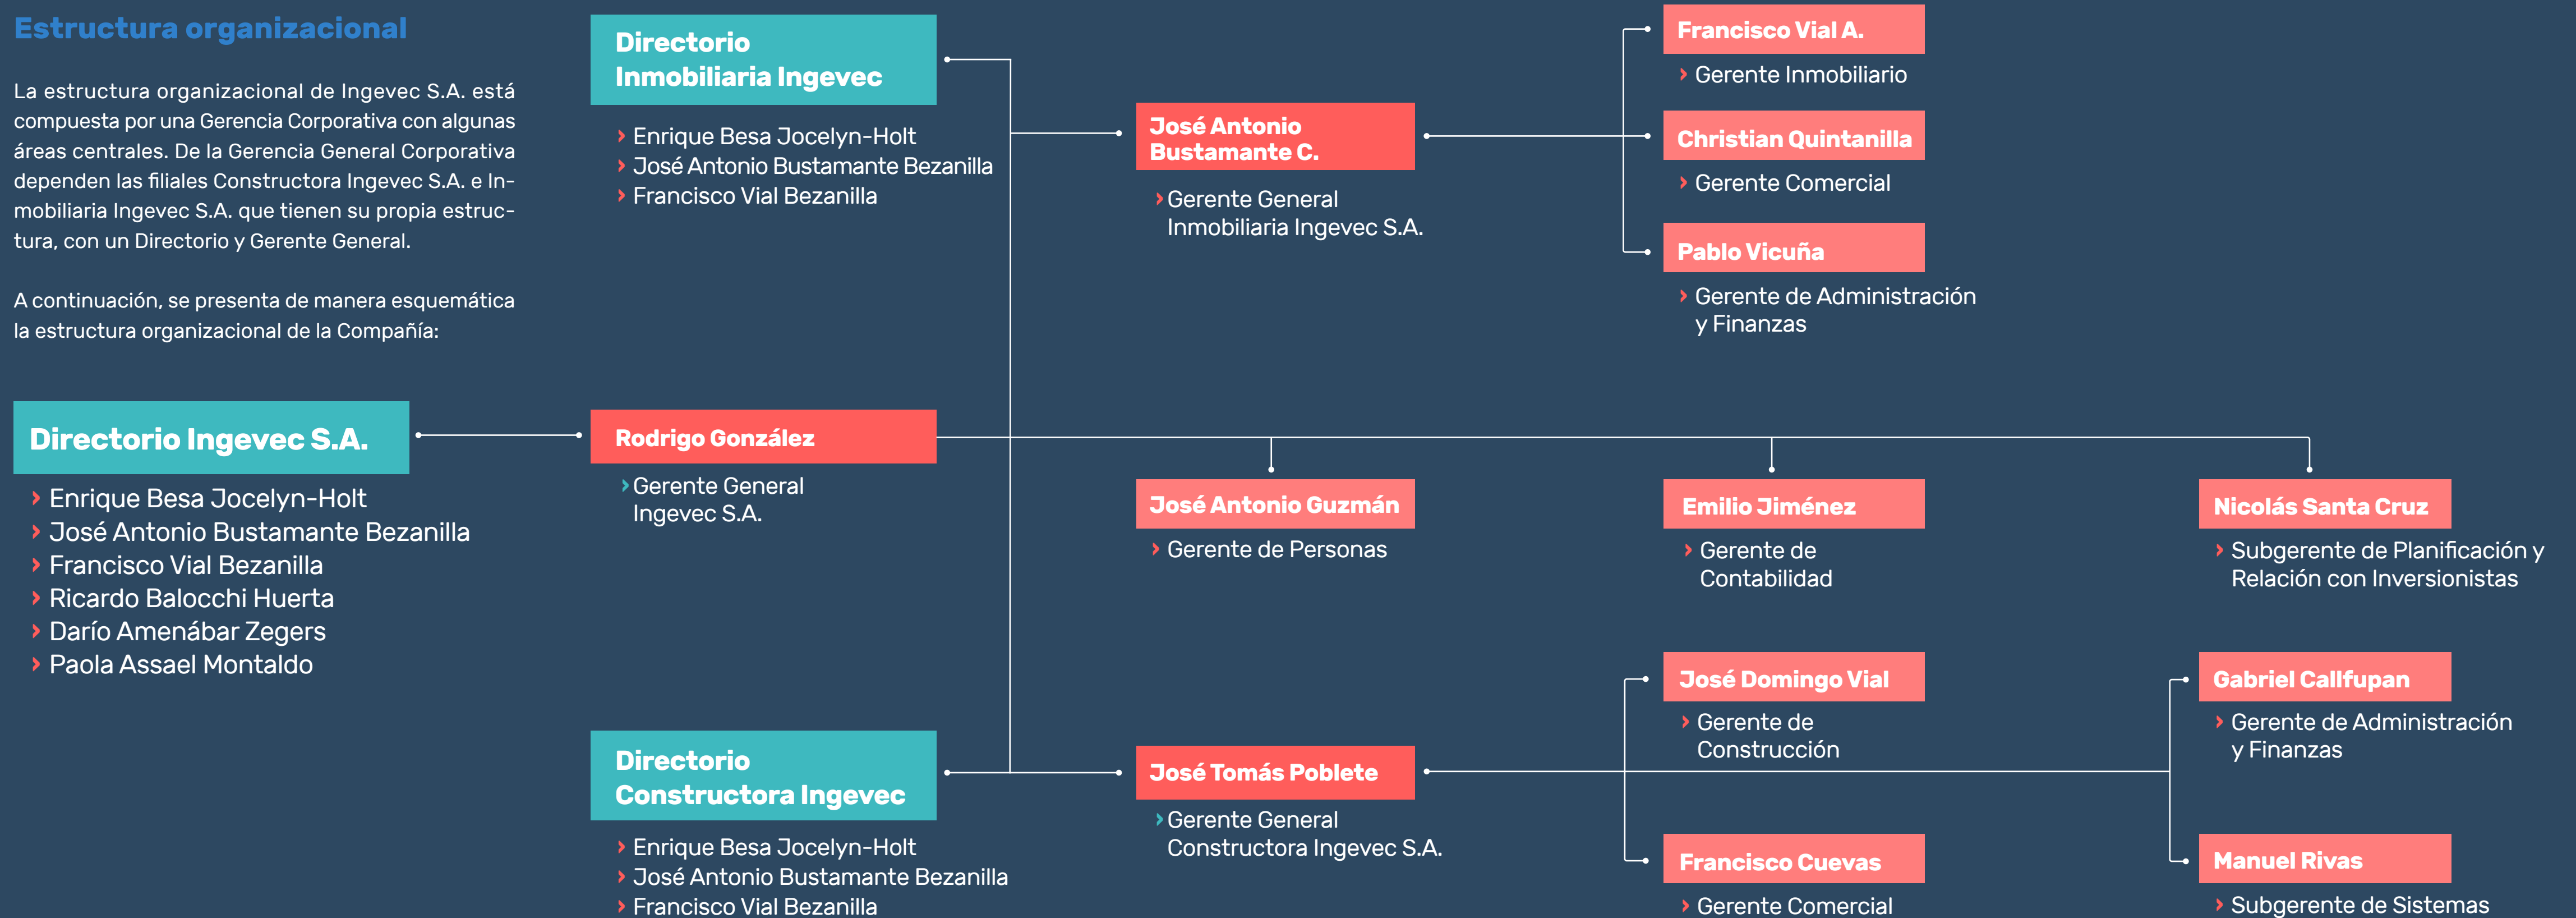 Estructura organizacional
La estructura organizacional de Ingevec S.A. está
compuesta por una Gerencia Corporativa con algunas
áreas centrales. De la Gerencia General Corporativa
dependen las filiales Constructora Ingevec S.A. e In-
mobiliaria Ingevec S.A. que tienen su propia estruc-
tura, con un Directorio y Gerente General.
A continuación, se presenta de manera esquemática
la estructura organizacional de la Compañía:
Directorio Ingevec S.A.
› Enrique Besa Jocelyn-Holt
› José Antonio Bustamante Bezanilla
› Francisco Vial Bezanilla
› Ricardo Balocchi Huerta
› Darío Amenábar Zegers
› Paola Assael Montaldo
Directorio
Inmobiliaria Ingevec
› Enrique Besa Jocelyn-Holt
› José Antonio Bustamante Bezanilla
› Francisco Vial Bezanilla
José Antonio
Bustamante C.
› Gerente General
Inmobiliaria Ingevec S.A.
Francisco Vial A.
› Gerente Inmobiliario
Christian Quintanilla
› Gerente Comercial
Pablo Vicuña
› Gerente de Administración
y Finanzas
Rodrigo González
› Gerente General
Ingevec S.A.
José Antonio Guzmán
› Gerente de Personas
Emilio Jiménez
› Gerente de
Contabilidad
Nicolás Santa Cruz
› Subgerente de Planificación y
Relación con Inversionistas
Directorio
Constructora Ingevec
› Enrique Besa Jocelyn-Holt
› José Antonio Bustamante Bezanilla
› Francisco Vial Bezanilla
José Tomás Poblete
› Gerente General
Constructora Ingevec S.A.
José Domingo Vial
› Gerente de
Construcción
Francisco Cuevas
› Gerente Comercial
Gabriel Callfupan
› Gerente de Administración
y Finanzas
Manuel Rivas
› Subgerente de Sistemas